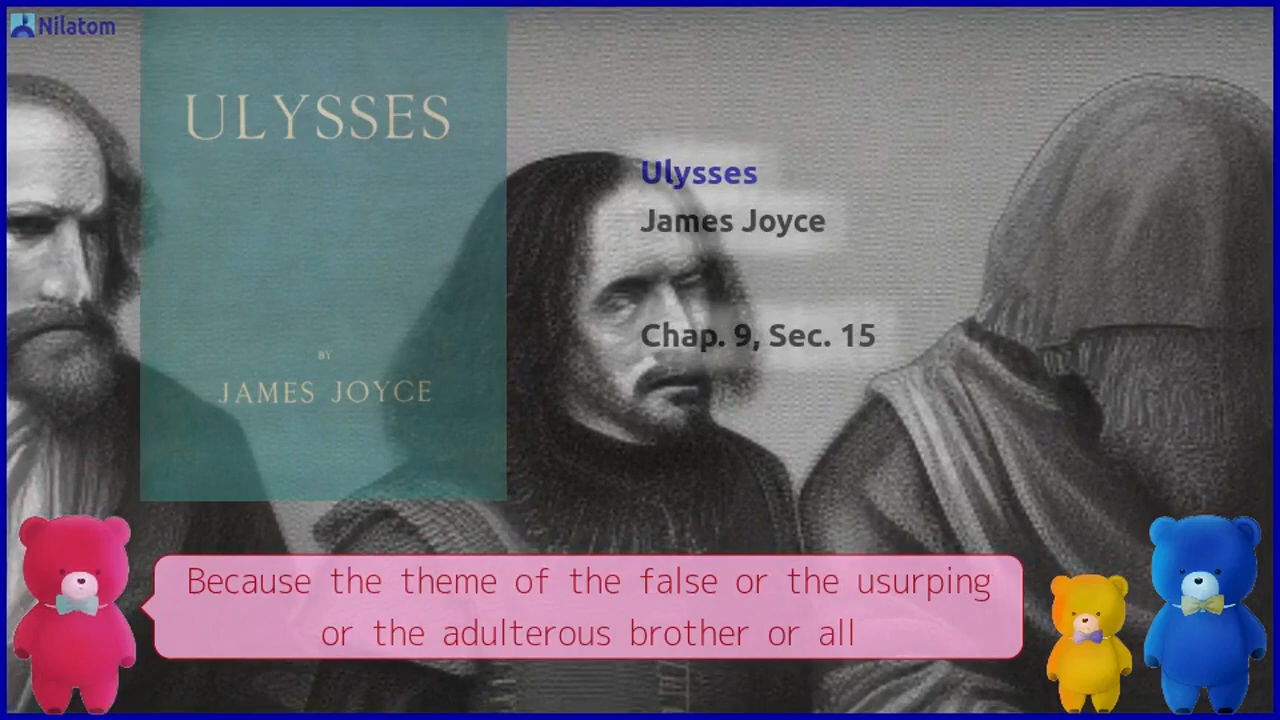 Nilatom
ULYSSES
BY
JAMES JOYCE
Ulysses
James Joyce
Chap. 9, Sec. 15
Because the theme of the false or the usurping
or the adulterous brother or all